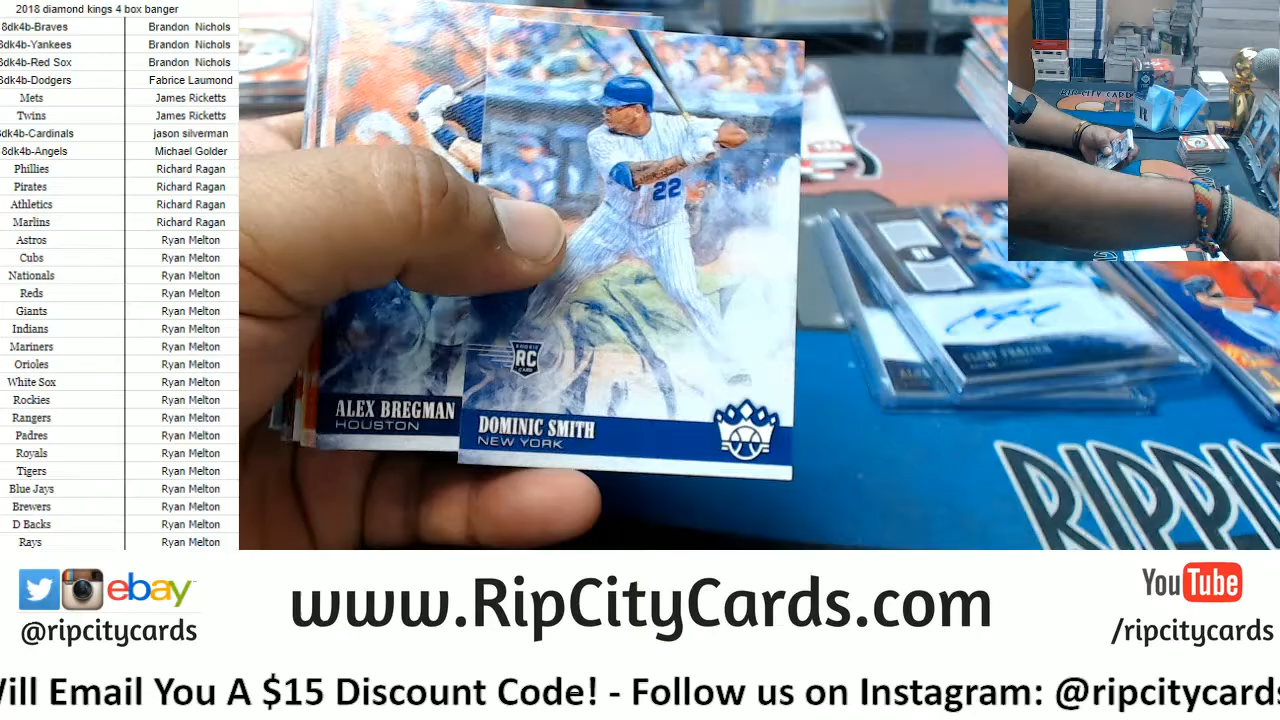 2018 diamond kings 4 box banger
8dk4b-Braves Brandon Nichols
8dk4b-Yankees Brandon Nichols
8dk4b-Red Sox Brandon Nichols
8dk4b-Dodgers Fabrice Laumond
Mets James Ricketts
Twins James Ricketts
8dk4b-Cardinals jason silverman
8dk4b-Angels Michael Golder
Phillies Richard Ragan
Pirates Richard Ragan
Athletics Richard Ragan
Marlins Richard Ragan
Astros Ryan Melton
Cubs Ryan Melton
Nationals Ryan Melton
Reds Ryan Melton
Giants Ryan Melton
Indians Ryan Melton
Mariners Ryan Melton
Orioles Ryan Melton
White Sox Ryan Melton
Rockies Ryan Melton
Rangers Ryan Melton
Padres Ryan Melton
Royals Ryan Melton
Tigers Ryan Melton
Blue Jays Ryan Melton
Brewers Ryan Melton
D Backs Ryan Melton
Rays Ryan Melton
22
RC
ALEX BREGMAN
HOUSTON
DOMINIC SMITH
NEW YORK
CLINT FRAZIER
RIP CITY CARDS
RIPPIN
ebay
@ripcitycards
www.RipCityCards.com
YouTube
/ripcitycards
Will Email You A $15 Discount Code! - Follow us on Instagram: @ripcitycards